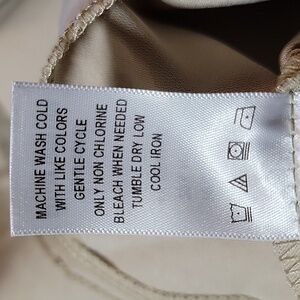 MACHINE WASH COLD
WITH LIKE COLORS
GENTLE CYCLE
ONLY NON CHLORINE
BLEACH WHEN NEEDED
TUMBLE DRY LOW
COOL IRON